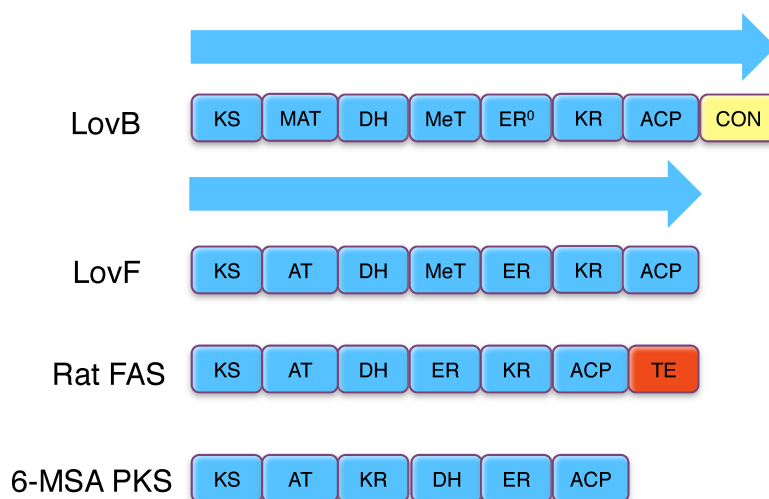 LovB KS MAT DH MeT ER⁰ KR ACP CON
LovF KS AT DH MeT ER KR ACP
Rat FAS KS AT DH ER KR ACP TE
6-MSA PKS KS AT KR DH ER ACP